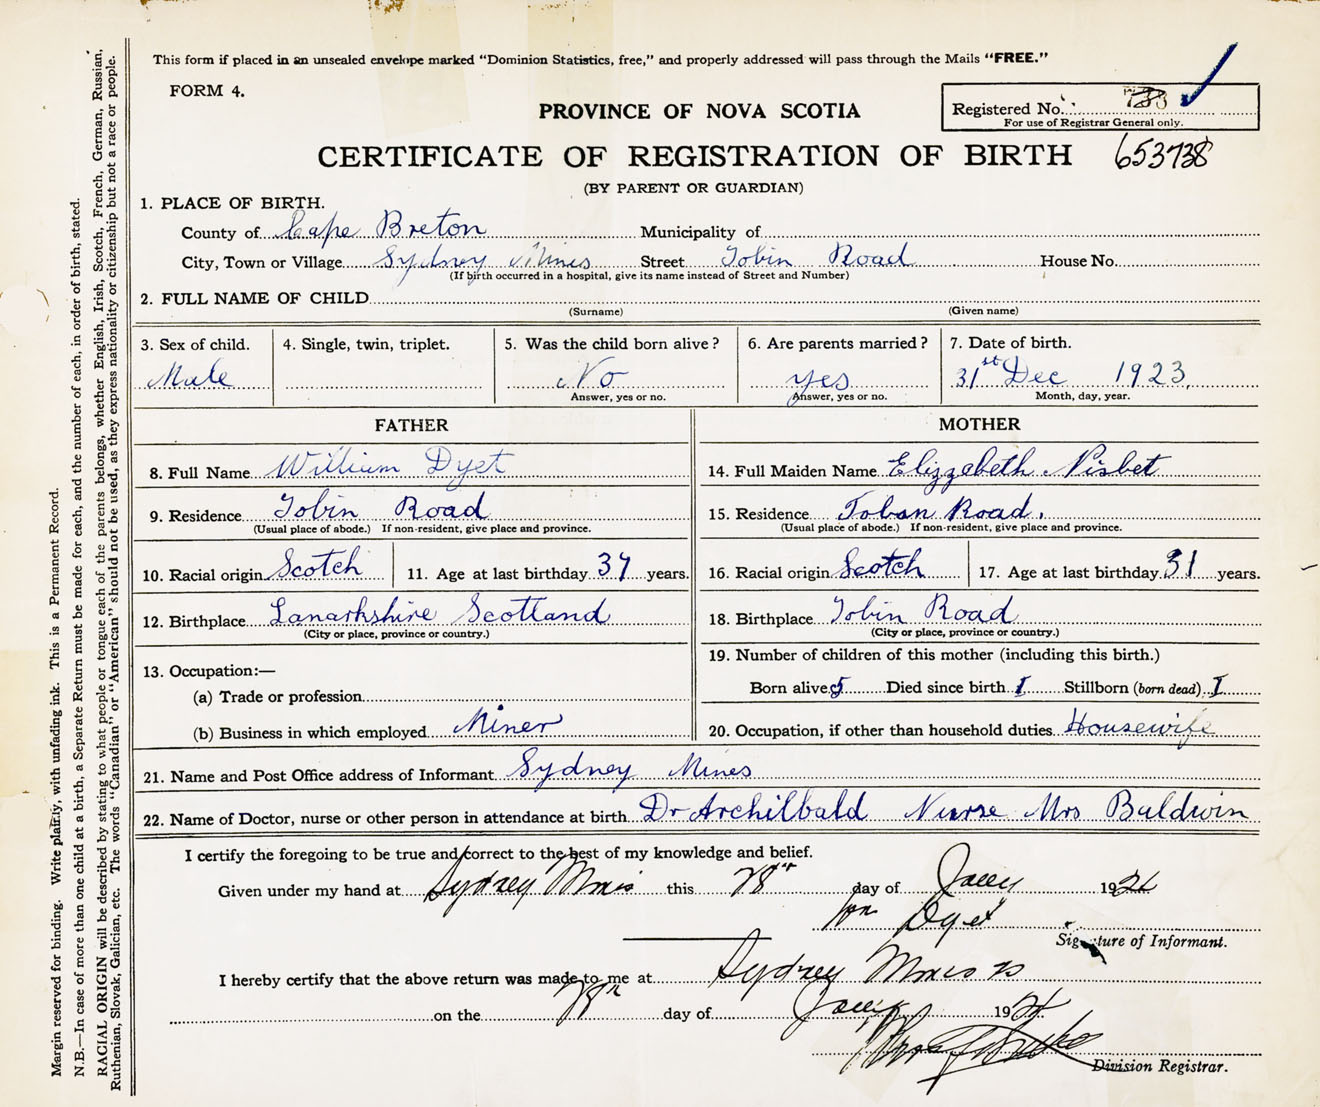 This form if placed in an unsealed envelope marked "Dominion Statistics, free," and properly addressed will pass through the Mails "FREE."
FORM 4.
PROVINCE OF NOVA SCOTIA
Registered No.
For use of Registrar General only.
CERTIFICATE OF REGISTRATION OF BIRTH 653738
(BY PARENT OR GUARDIAN)
1. PLACE OF BIRTH.
County of Cape Breton Municipality of
City, Town or Village Sydney Mines Street Tobin Road House No.
(If birth occurred in a hospital, give its name instead of Street and Number)
2. FULL NAME OF CHILD
(Surname) (Given name)
3. Sex of child. 4. Single, twin, triplet. 5. Was the child born alive? 6. Are parents married? 7. Date of birth.
Male No yes 31st Dec 1923
Answer, yes or no. Answer, yes or no. Month, day, year.
FATHER MOTHER
8. Full Name William Dyet 14. Full Maiden Name Elizzabeth Nisbet
9. Residence Tobin Road 15. Residence Toban Road.
(Usual place of abode.) If non-resident, give place and province. (Usual place of abode.) If non-resident, give place and province.
10. Racial origin Scotch 11. Age at last birthday years. 16. Racial origin Scotch 17. Age at last birthday 31 years.
12. Birthplace Lanarkshire Scotland 18. Birthplace Tobin Road
(City or place, province or country.) (City or place, province or country.)
13. Occupation:— 19. Number of children of this mother (including this birth.)
(a) Trade or profession Born alive 5 Died since birth 1 Stillborn (born dead) 1
(b) Business in which employed Miner 20. Occupation, if other than household duties Housewife
21. Name and Post Office address of Informant Sydney Mines
22. Name of Doctor, nurse or other person in attendance at birth Dr Archilbald Nurse Mrs Baldwin
I certify the foregoing to be true and correct to the best of my knowledge and belief.
Given under my hand at Sydney Mines this 28th day of Jany 1924
Wm Dyet
Signature of Informant.
I hereby certify that the above return was made to me at Sydney Mines
on the day of Jany 1924
Division Registrar.
Margin reserved for binding. Write plainly, with unfading ink. This is a Permanent Record.
N.B.—In case of more than one child at a birth, a Separate Return must be made for each, and the number of each, in order of birth, stated.
RACIAL ORIGIN will be described by stating to what people or tongue each of the parents belongs, whether English, Irish, Scotch, French, German, Russian,
Ruthenian, Slovak, Galician, etc. The words "Canadian" or "American" should not be used, as they express nationality or citizenship but not a race or people.